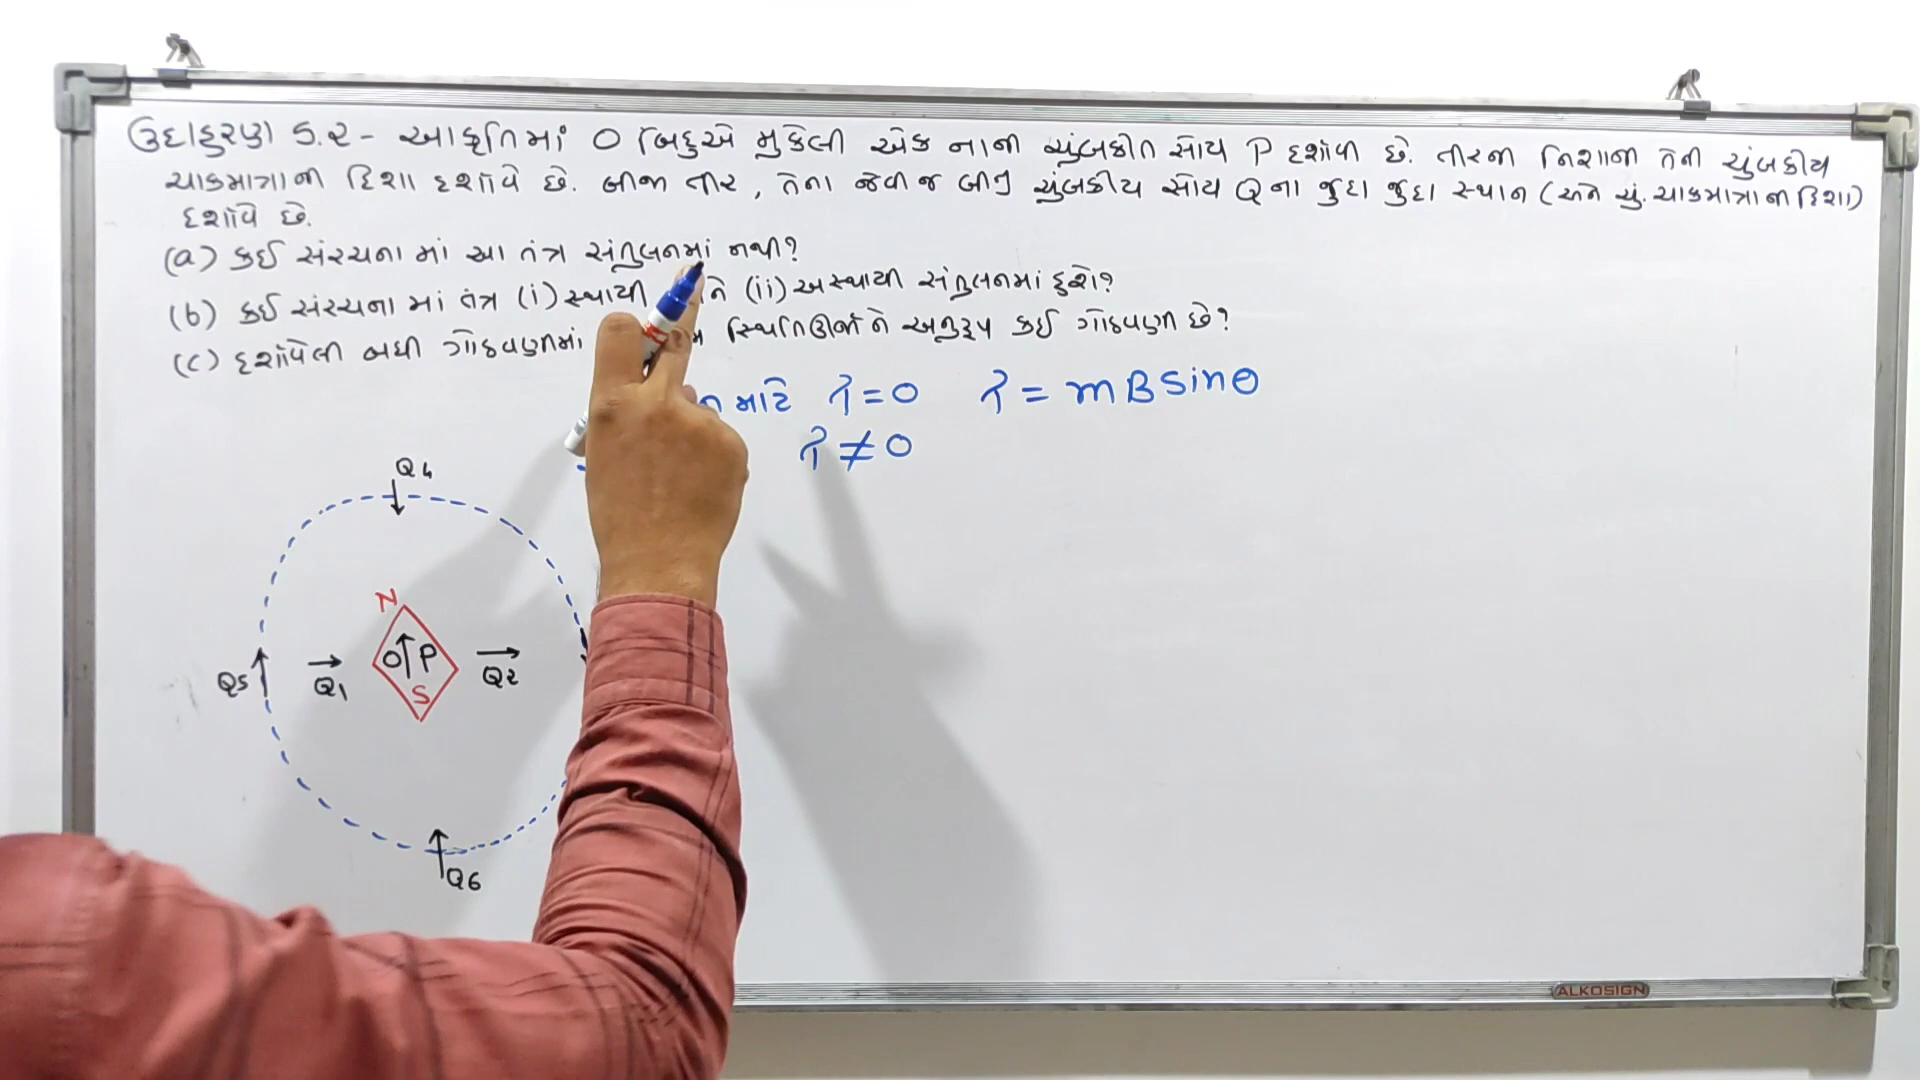 ઉદાહરણ 5.2 - આકૃતિમાં O બિંદુએ મુકેલી એક નાની ચુંબકીત સોય P દર્શાવી છે. તીરની નિશાની તેની ચુંબકીય
ચાકમાત્રાની દિશા દર્શાવે છે. બીજા તીર, તેના જેવી જ બીજી ચુંબકીય સોય Q ના જુદા જુદા સ્થાન (અને ચું. ચાકમાત્રાની દિશા)
દર્શાવે છે.
(a) કઈ સંરચના માં આ તંત્ર સંતુલનમાં નથી?
(b) કઈ સંરચના માં તંત્ર (i) સ્થાયી ને (ii) અસ્થાયી સંતુલનમાં હશે?
(c) દર્શાવેલી બધી ગોઠવણમાં સ્થિતિઊર્જાને અનુરૂપ કઈ ગોઠવણી છે?
માટે τ = 0 τ = mB sinθ
τ ≠ 0
Q4
N
O P
S
Q5
Q1
Q2
Q6
ALKOSIGN